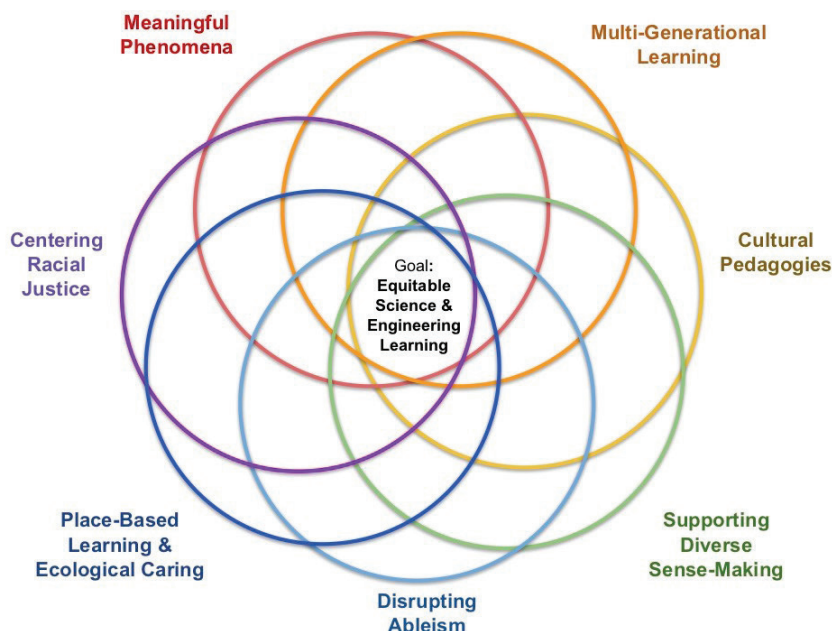 Meaningful
Phenomena
Multi-Generational
Learning
Centering
Racial
Justice
Goal:
Equitable
Science &
Engineering
Learning
Cultural
Pedagogies
Place-Based
Learning &
Ecological Caring
Disrupting
Ableism
Supporting
Diverse
Sense-Making